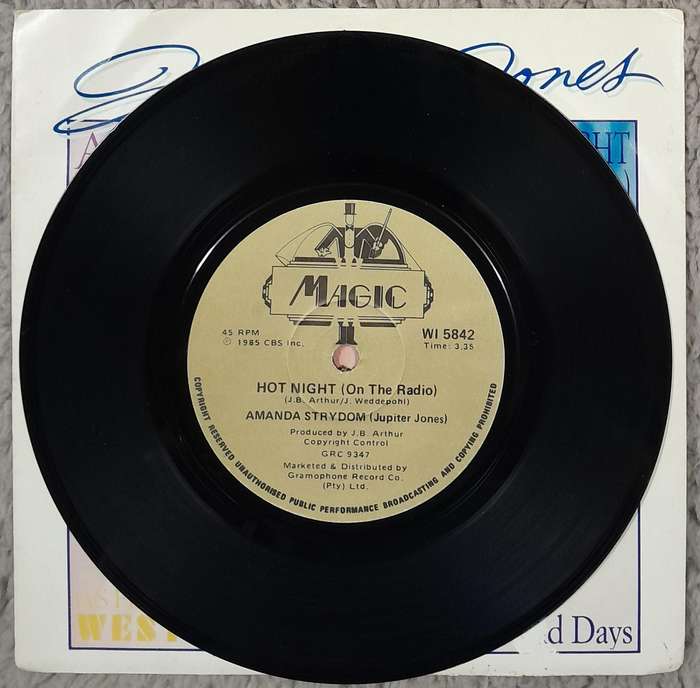 Jones
GHT
MAGIC
45 RPM
℗ 1985 CBS Inc.
WI 5842
Time: 3.35
HOT NIGHT (On The Radio)
(J.B. Arthur/J. Weddepohl)
AMANDA STRYDOM (Jupiter Jones)
Produced by J.B. Arthur
Copyright Control
GRC 9347
Marketed & Distributed by
Gramophone Record Co.
(Pty) Ltd.
COPYRIGHT RESERVED UNAUTHORISED PUBLIC PERFORMANCE BROADCASTING AND COPYING PROHIBITED
WEST
d Days